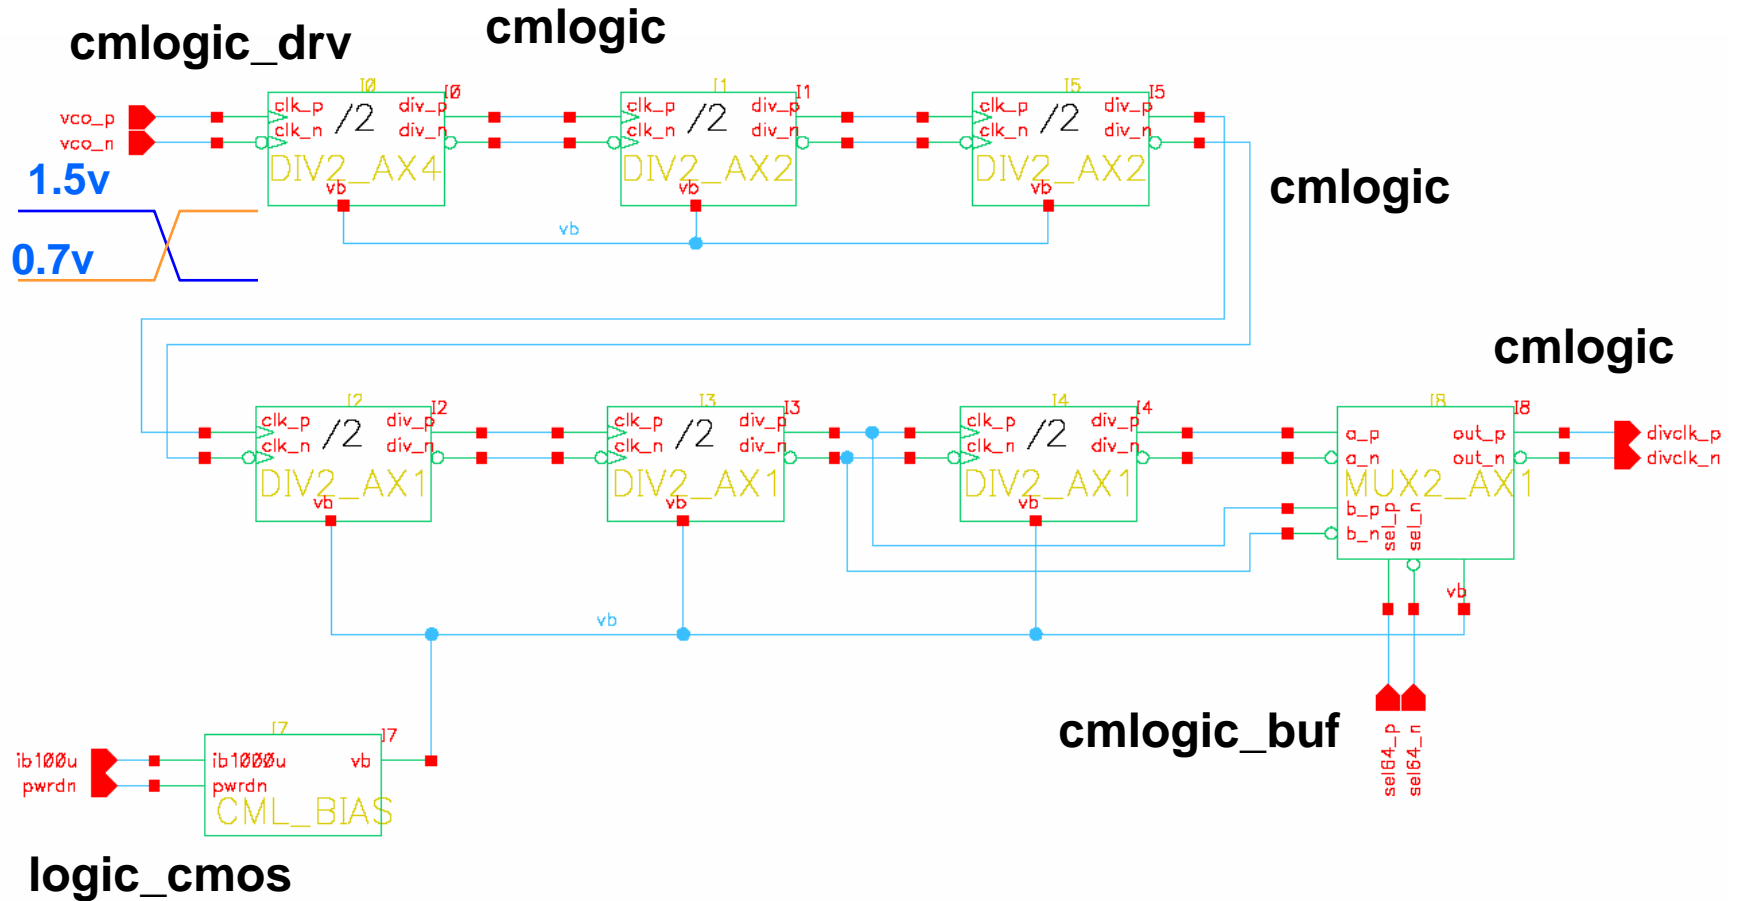 cmlogic_drv
cmlogic
I0
I0
clk_p
div_p
clk_n
div_n
/2
DIV2_AX4
vb
I1
I1
clk_p
div_p
clk_n
div_n
/2
DIV2_AX2
vb
I5
I5
clk_p
div_p
clk_n
div_n
/2
DIV2_AX2
vb
vco_p
vco_n
1.5v
0.7v
vb
cmlogic
cmlogic
I2
I2
clk_p
div_p
clk_n
div_n
/2
DIV2_AX1
vb
I3
I3
clk_p
div_p
clk_n
div_n
/2
DIV2_AX1
vb
I4
I4
clk_p
div_p
clk_n
div_n
/2
DIV2_AX1
vb
I8
I8
a_p
out_p
a_n
out_n
MUX2_AX1
b_p
b_n
sel_p
sel_n
vb
divclk_p
divclk_n
vb
cmlogic_buf
sel64_p
sel64_n
I7
I7
ib100u
pwrdn
ib1000u
vb
pwrdn
CML_BIAS
logic_cmos